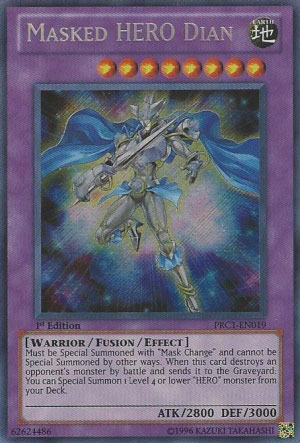 MASKED HERO DIAN
EARTH
地
1st Edition
PRC1-EN019
[WARRIOR / FUSION / EFFECT]
Must be Special Summoned with "Mask Change" and cannot
be Special Summoned by other ways. When this card destroys
an opponent's monster by battle and sends it to the Graveyard:
You can Special Summon 1 Level 4 or lower "HERO" monster from
your Deck.
ATK/2800 DEF/3000
62624486
©1996 KAZUKI TAKAHASHI